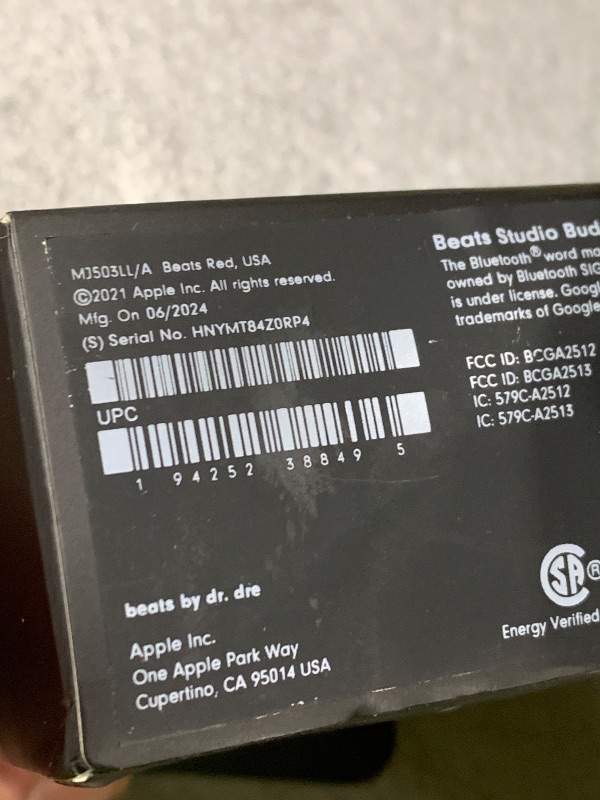 MJ503LL/A Beats Red, USA
©2021 Apple Inc. All rights reserved.
Mfg. On 06/2024
(S) Serial No. HNYMT84Z0RP4
UPC
1 94252 38849 5
beats by dr. dre
Apple Inc.
One Apple Park Way
Cupertino, CA 95014 USA
Beats Studio Bud
The Bluetooth® word ma
owned by Bluetooth SIG
is under license. Googl
trademarks of Google
FCC ID: BCGA2512
FCC ID: BCGA2513
IC: 579C-A2512
IC: 579C-A2513
SA ®
Energy Verified